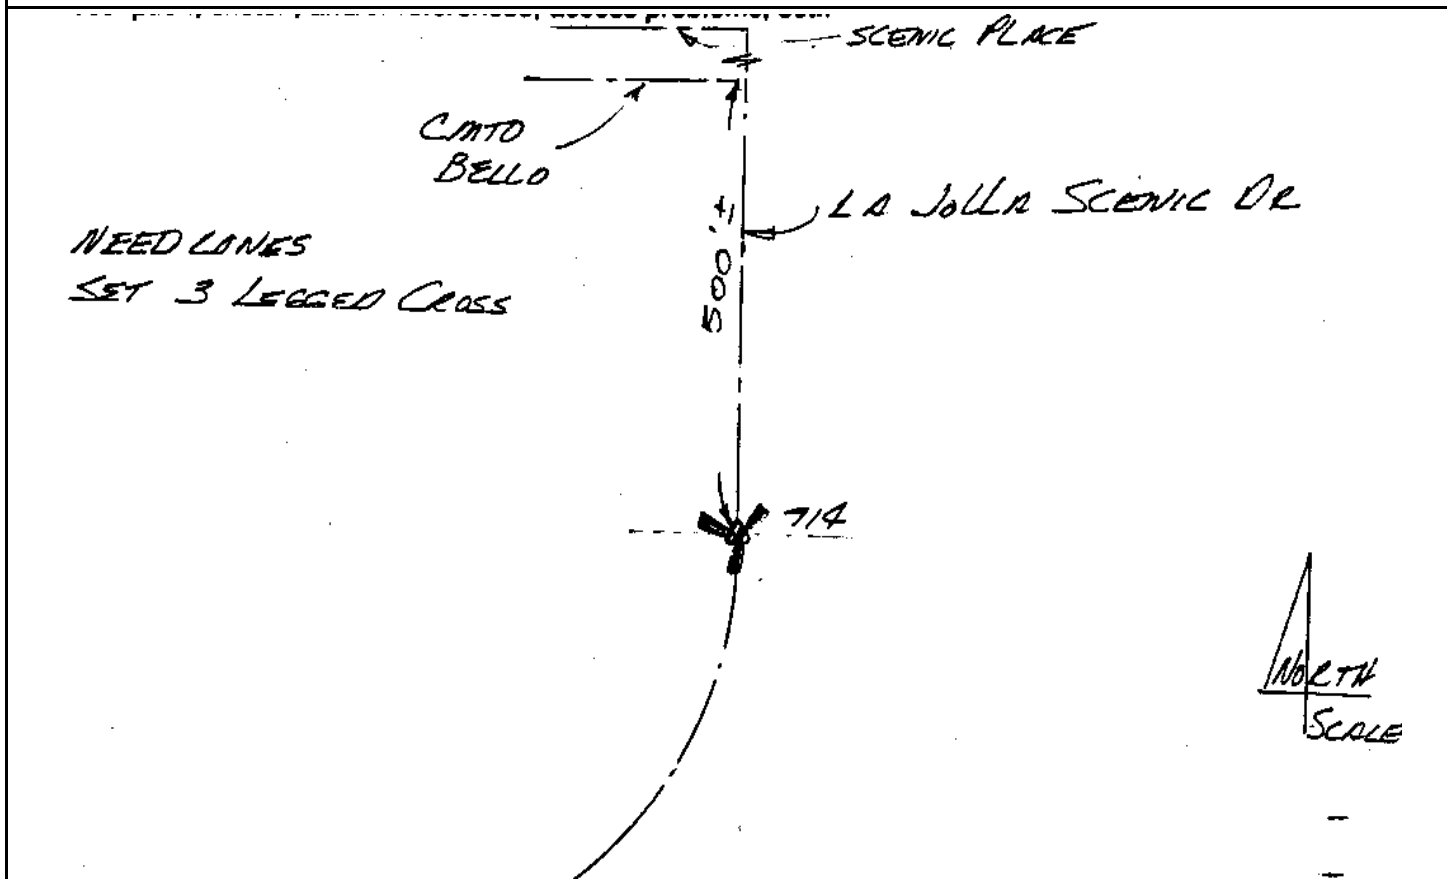 SCENIC PLACE
CMTO
BELLO
LA JOLLA SCENIC DR
500'±
NEED CONES
SET 3 LEGGED CROSS
714
NORTH
SCALE